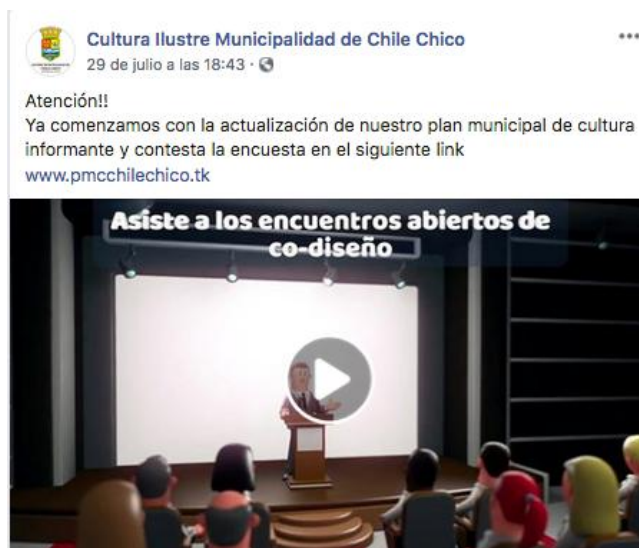 Cultura Ilustre Municipalidad de Chile Chico
29 de julio a las 18:43 ·
Atención!!
Ya comenzamos con la actualización de nuestro plan municipal de cultura
informante y contesta la encuesta en el siguiente link
www.pmcchilechico.tk
Asiste a los encuentros abiertos de
co-diseño